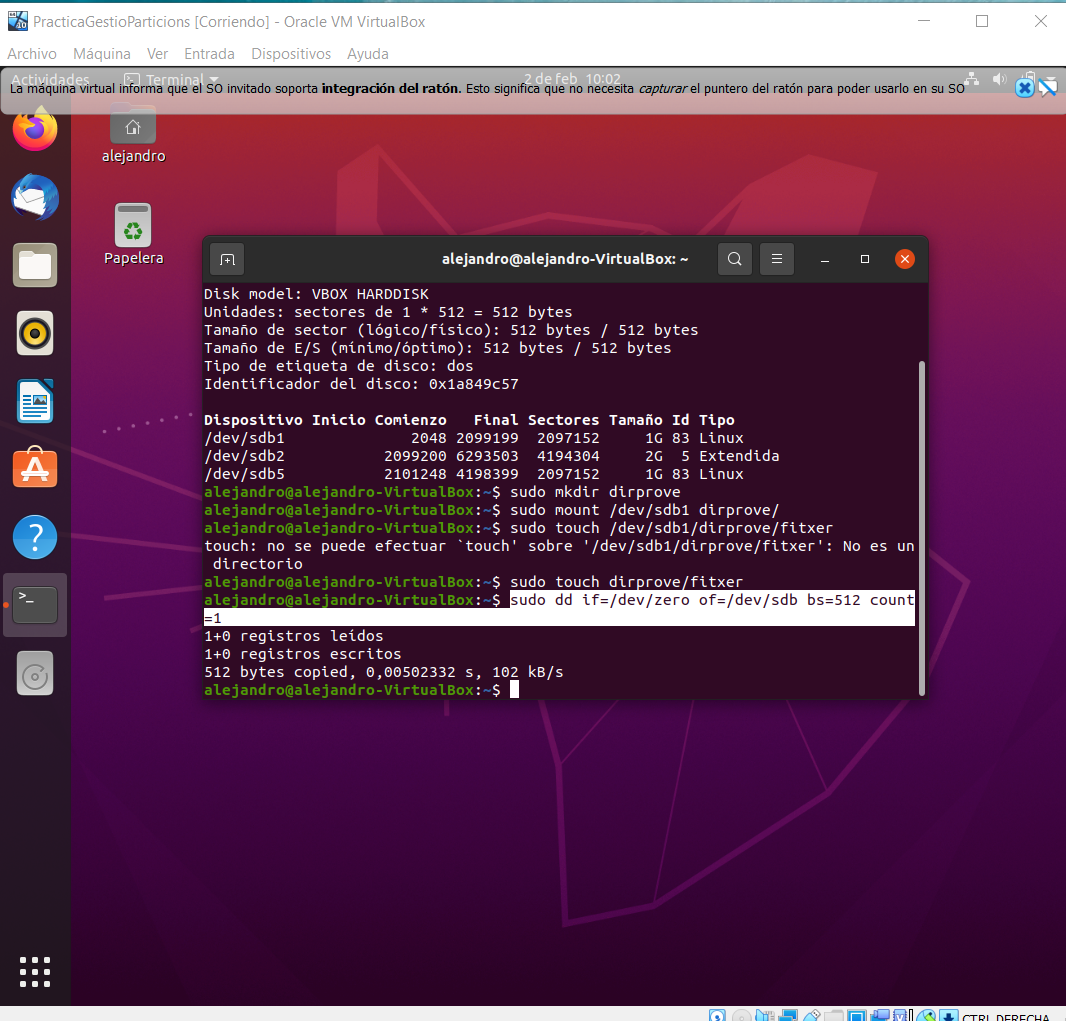 PracticaGestioParticions [Corriendo] - Oracle VM VirtualBox
Archivo Máquina Ver Entrada Dispositivos Ayuda
Actividades Terminal 2 de feb 10:02
La máquina virtual informa que el SO invitado soporta integración del ratón. Esto significa que no necesita capturar el puntero del ratón para poder usarlo en su SO
alejandro
Papelera
alejandro@alejandro-VirtualBox: ~
Disk model: VBOX HARDDISK
Unidades: sectores de 1 * 512 = 512 bytes
Tamaño de sector (lógico/físico): 512 bytes / 512 bytes
Tamaño de E/S (mínimo/óptimo): 512 bytes / 512 bytes
Tipo de etiqueta de disco: dos
Identificador del disco: 0x1a849c57
Dispositivo Inicio Comienzo Final Sectores Tamaño Id Tipo
/dev/sdb1 2048 2099199 2097152 1G 83 Linux
/dev/sdb2 2099200 6293503 4194304 2G 5 Extendida
/dev/sdb5 2101248 4198399 2097152 1G 83 Linux
alejandro@alejandro-VirtualBox:~$ sudo mkdir dirprove
alejandro@alejandro-VirtualBox:~$ sudo mount /dev/sdb1 dirprove/
alejandro@alejandro-VirtualBox:~$ sudo touch /dev/sdb1/dirprove/fitxer
touch: no se puede efectuar `touch' sobre '/dev/sdb1/dirprove/fitxer': No es un
directorio
alejandro@alejandro-VirtualBox:~$ sudo touch dirprove/fitxer
alejandro@alejandro-VirtualBox:~$ sudo dd if=/dev/zero of=/dev/sdb bs=512 count
=1
1+0 registros leídos
1+0 registros escritos
512 bytes copied, 0,00502332 s, 102 kB/s
alejandro@alejandro-VirtualBox:~$
CTRL DERECHA